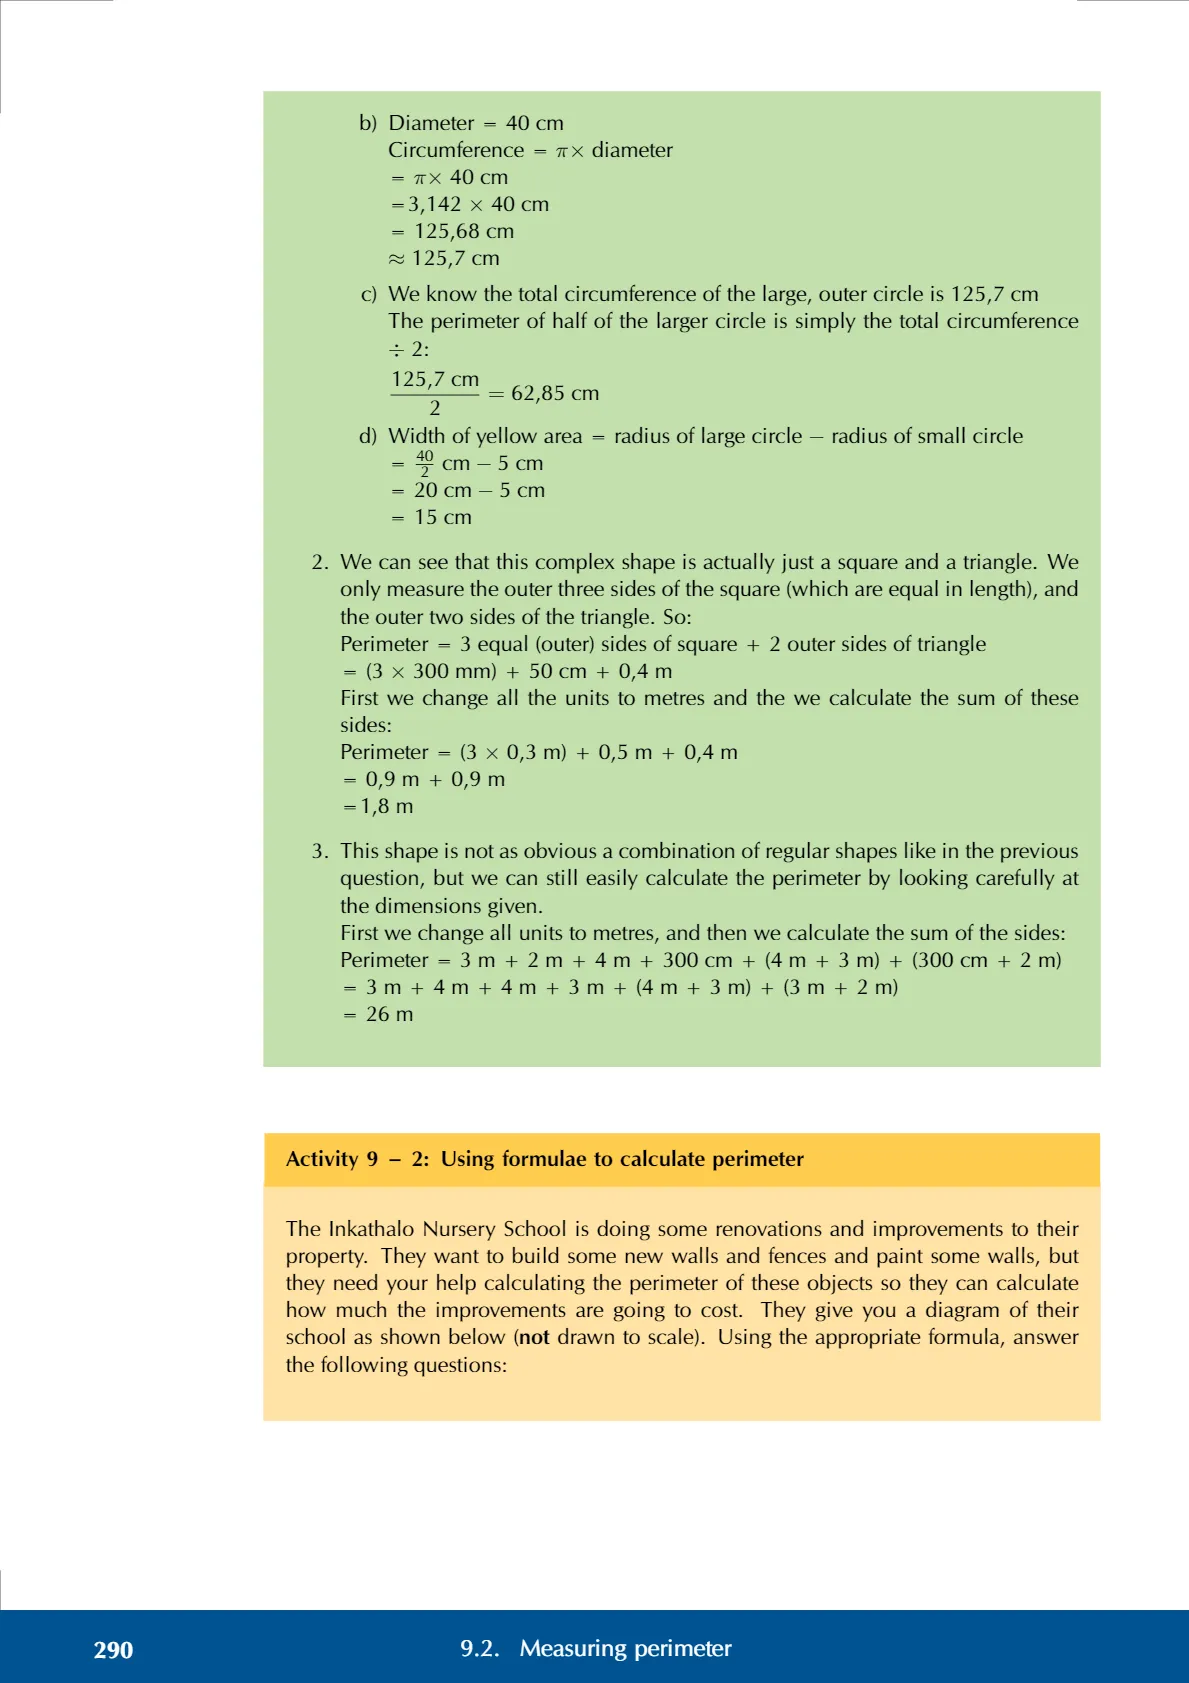 b) Diameter = 40 cm
Circumference = π× diameter
= π× 40 cm
=3,142 × 40 cm
= 125,68 cm
≈ 125,7 cm
c) We know the total circumference of the large, outer circle is 125,7 cm
The perimeter of half of the larger circle is simply the total circumference
÷ 2:
125,7 cm
2
= 62,85 cm
d) Width of yellow area = radius of large circle − radius of small circle
= 40/2 cm − 5 cm
= 20 cm − 5 cm
= 15 cm
2. We can see that this complex shape is actually just a square and a triangle. We
only measure the outer three sides of the square (which are equal in length), and
the outer two sides of the triangle. So:
Perimeter = 3 equal (outer) sides of square + 2 outer sides of triangle
= (3 × 300 mm) + 50 cm + 0,4 m
First we change all the units to metres and the we calculate the sum of these
sides:
Perimeter = (3 × 0,3 m) + 0,5 m + 0,4 m
= 0,9 m + 0,9 m
=1,8 m
3. This shape is not as obvious a combination of regular shapes like in the previous
question, but we can still easily calculate the perimeter by looking carefully at
the dimensions given.
First we change all units to metres, and then we calculate the sum of the sides:
Perimeter = 3 m + 2 m + 4 m + 300 cm + (4 m + 3 m) + (300 cm + 2 m)
= 3 m + 4 m + 4 m + 3 m + (4 m + 3 m) + (3 m + 2 m)
= 26 m
Activity 9 – 2: Using formulae to calculate perimeter
The Inkathalo Nursery School is doing some renovations and improvements to their
property. They want to build some new walls and fences and paint some walls, but
they need your help calculating the perimeter of these objects so they can calculate
how much the improvements are going to cost. They give you a diagram of their
school as shown below (not drawn to scale). Using the appropriate formula, answer
the following questions:
290 9.2. Measuring perimeter